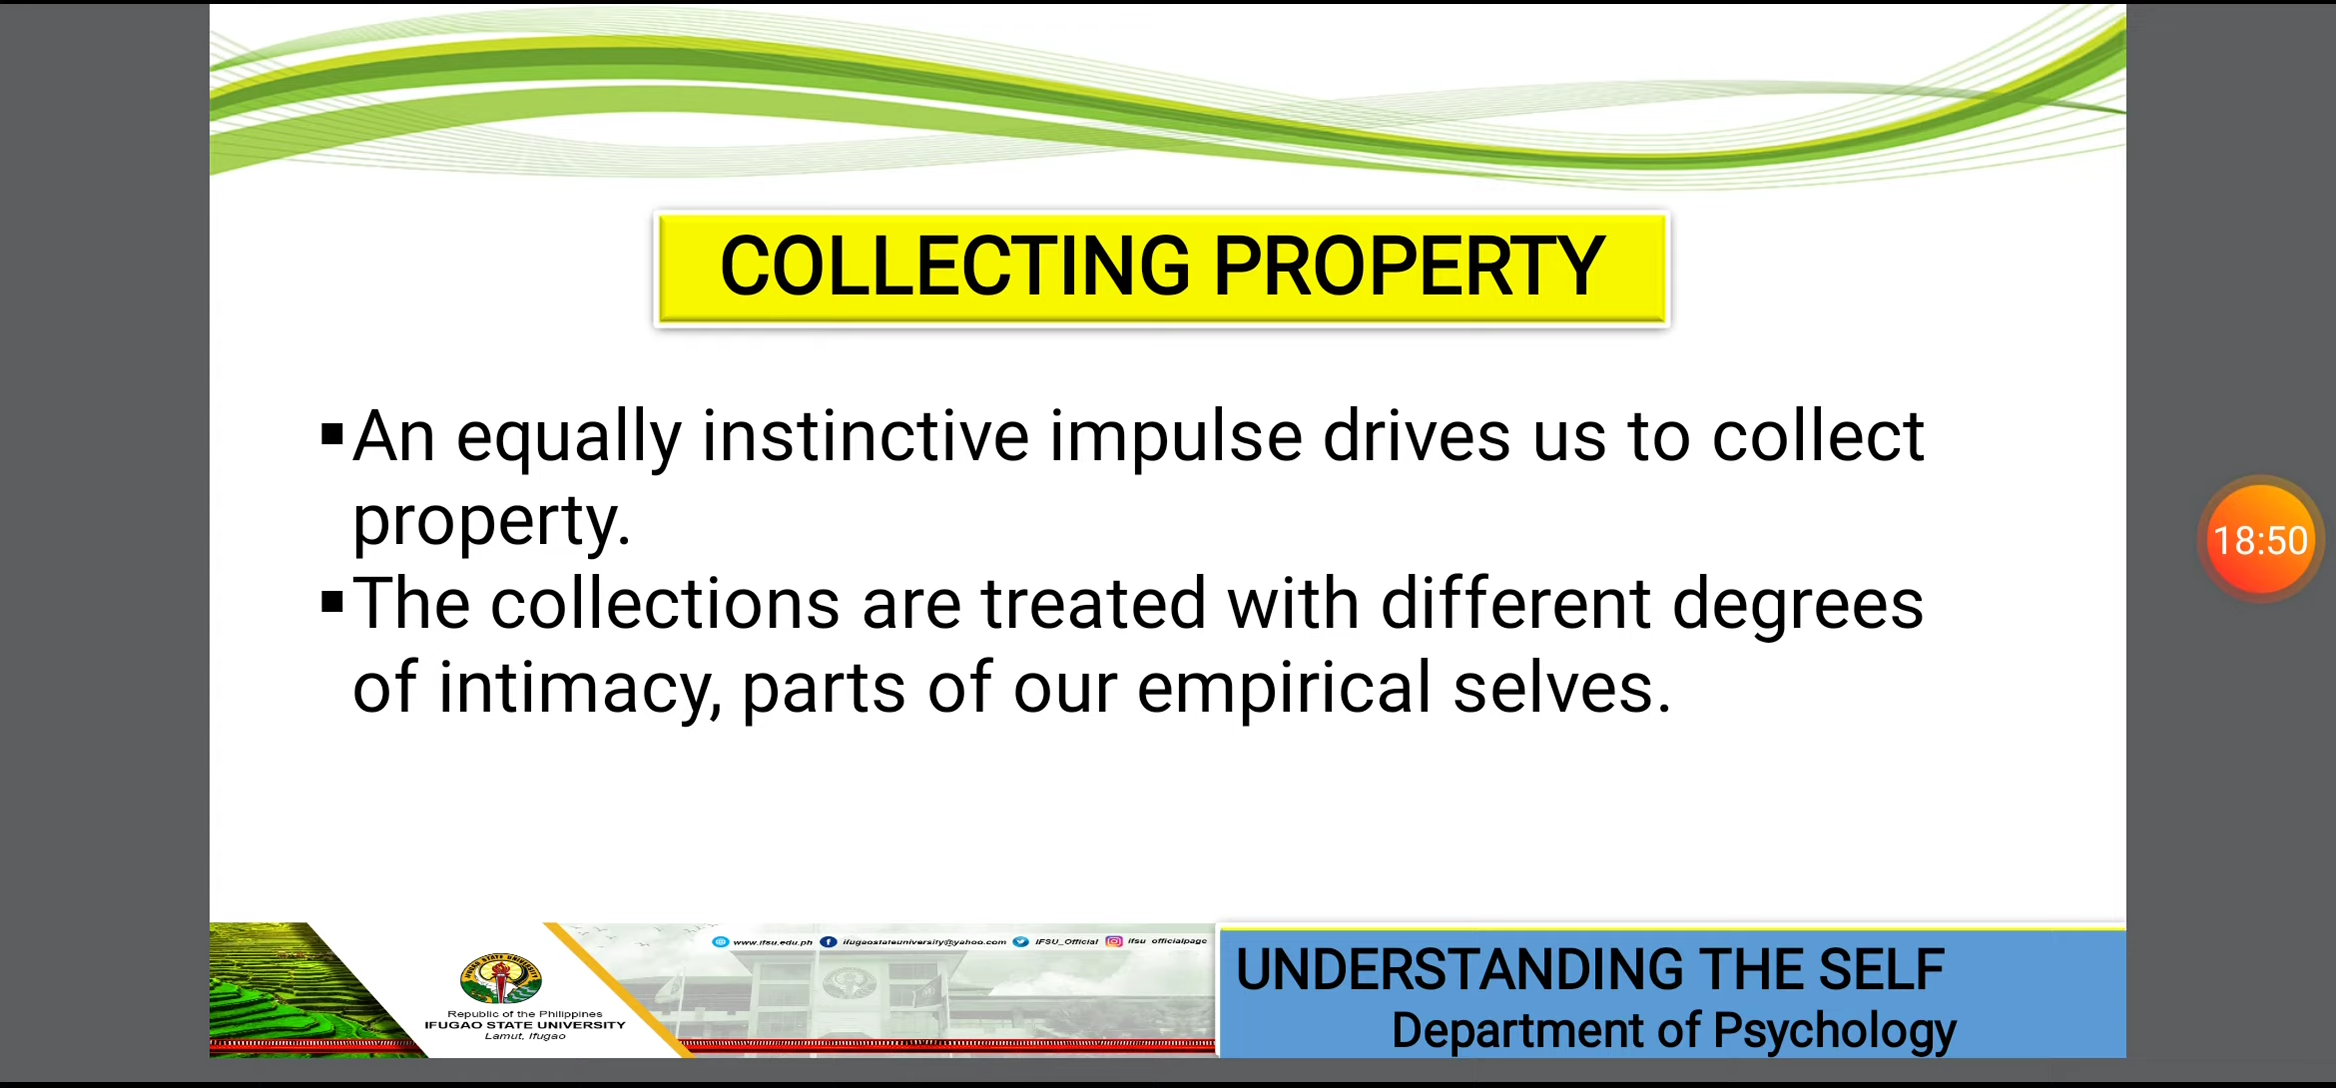 COLLECTING PROPERTY
▪An equally instinctive impulse drives us to collect
property.
▪The collections are treated with different degrees
of intimacy, parts of our empirical selves.
18:50
www.ifsu.edu.ph ifugaostateuniversity@yahoo.com IFSU_Official ifsu officialpage
Republic of the Philippines
IFUGAO STATE UNIVERSITY
Lamut, Ifugao
UNDERSTANDING THE SELF
Department of Psychology